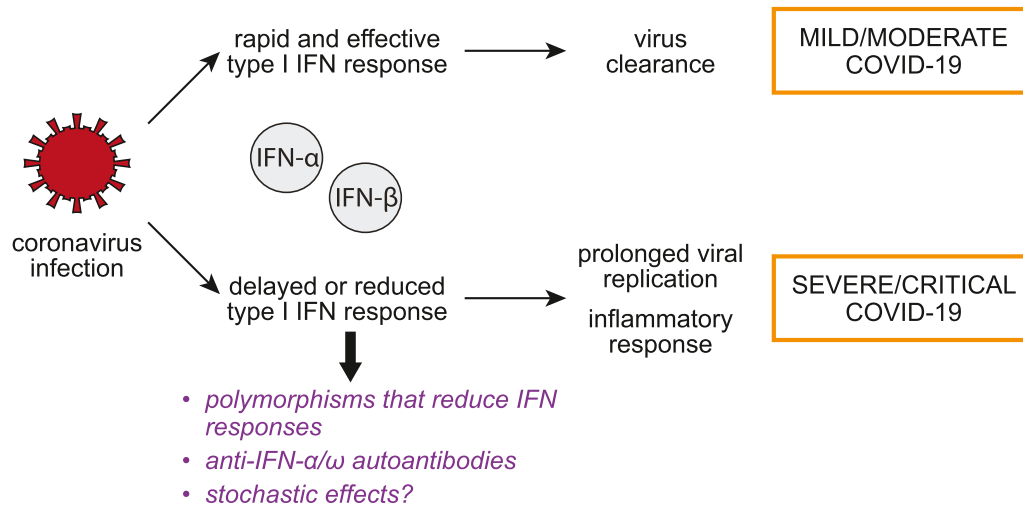 rapid and effective
type I IFN response
virus
clearance
MILD/MODERATE
COVID-19
IFN-α
IFN-β
coronavirus
infection
delayed or reduced
type I IFN response
prolonged viral
replication
inflammatory
response
SEVERE/CRITICAL
COVID-19
• polymorphisms that reduce IFN
responses
• anti-IFN-α/ω autoantibodies
• stochastic effects?